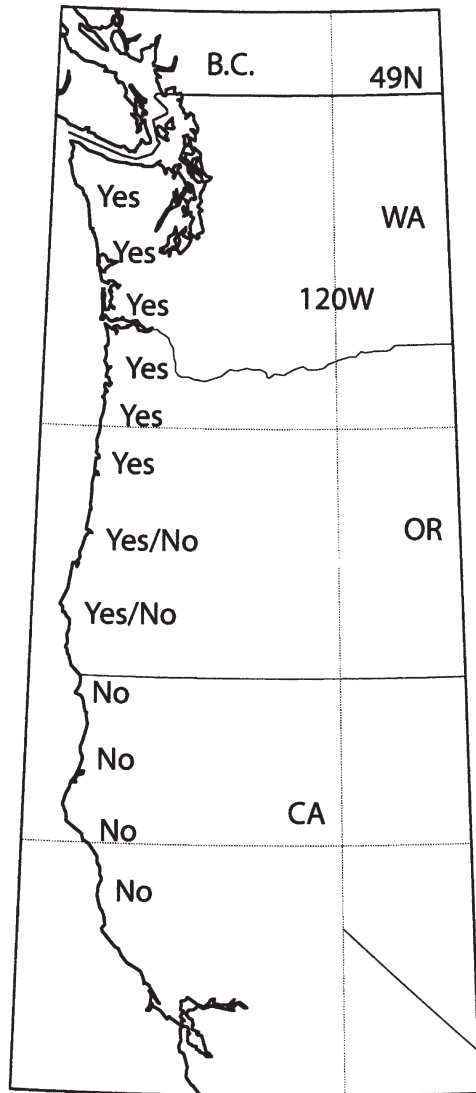 B.C.
49N
Yes
WA
Yes
Yes
120W
Yes
Yes
Yes
Yes/No
OR
Yes/No
No
No
CA
No
No